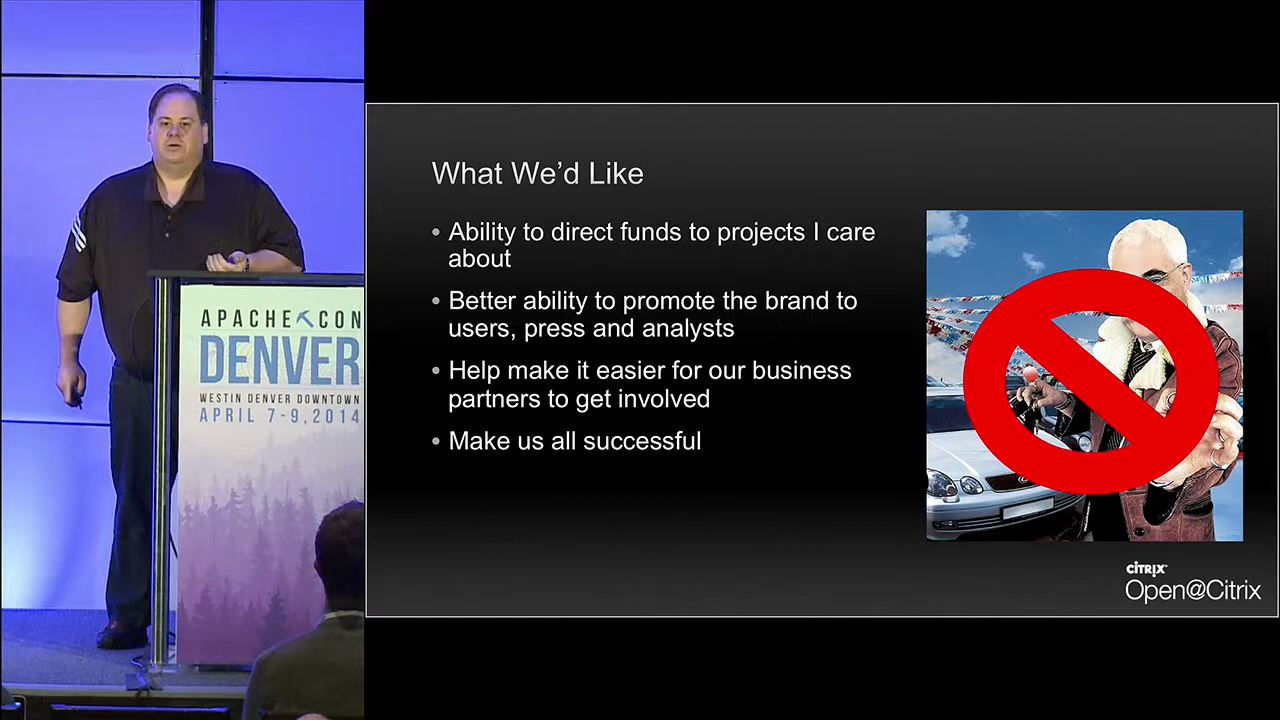 APACHE CON
DENVER
WESTIN DENVER DOWNTOWN
APRIL 7-9, 2014
What We'd Like
• Ability to direct funds to projects I care
about
• Better ability to promote the brand to
users, press and analysts
• Help make it easier for our business
partners to get involved
• Make us all successful
CITRIX
Open@Citrix